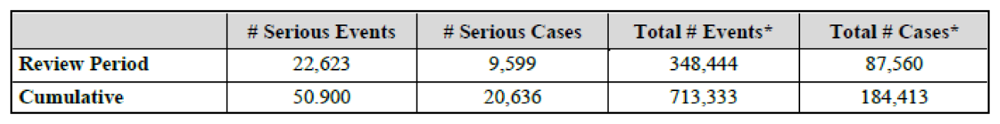 # Serious Events # Serious Cases Total # Events* Total # Cases*
Review Period 22,623 9,599 348,444 87,560
Cumulative 50.900 20,636 713,333 184,413